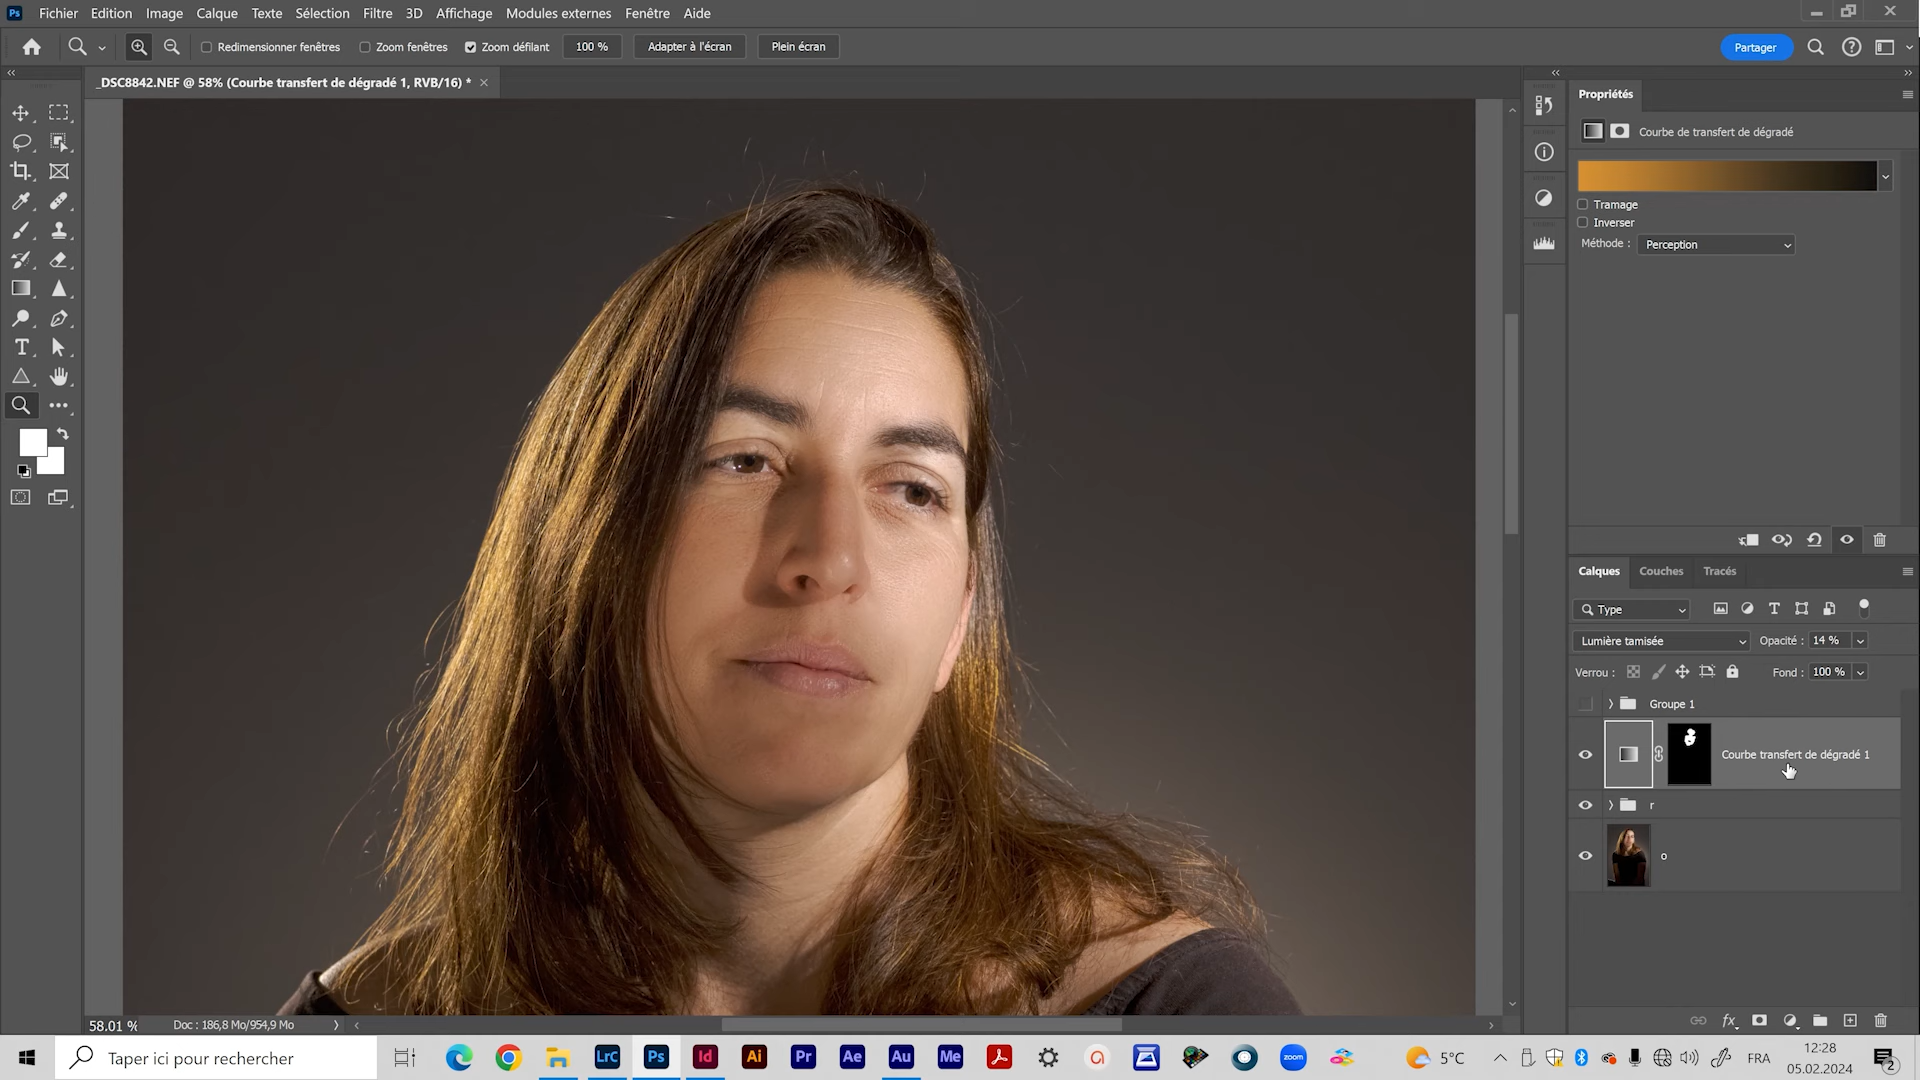 Ps Fichier Edition Image Calque Texte Sélection Filtre 3D Affichage Modules externes Fenêtre Aide
Redimensionner fenêtres Zoom fenêtres Zoom défilant 100 % Adapter à l'écran Plein écran Partager
_DSC8842.NEF @ 58% (Courbe transfert de dégradé 1, RVB/16) *
Propriétés
Courbe de transfert de dégradé
Tramage
Inverser
Méthode : Perception
Calques Couches Tracés
Type
Lumière tamisée Opacité : 14 %
Verrou : Fond : 100 %
Groupe 1
Courbe transfert de dégradé 1
r
o
fx
58.01 % Doc : 186,8 Mo/954,9 Mo
Taper ici pour rechercher LrC Ps Id Ai Pr Ae Au Me zoom 5°C FRA 12:28
05.02.2024 2